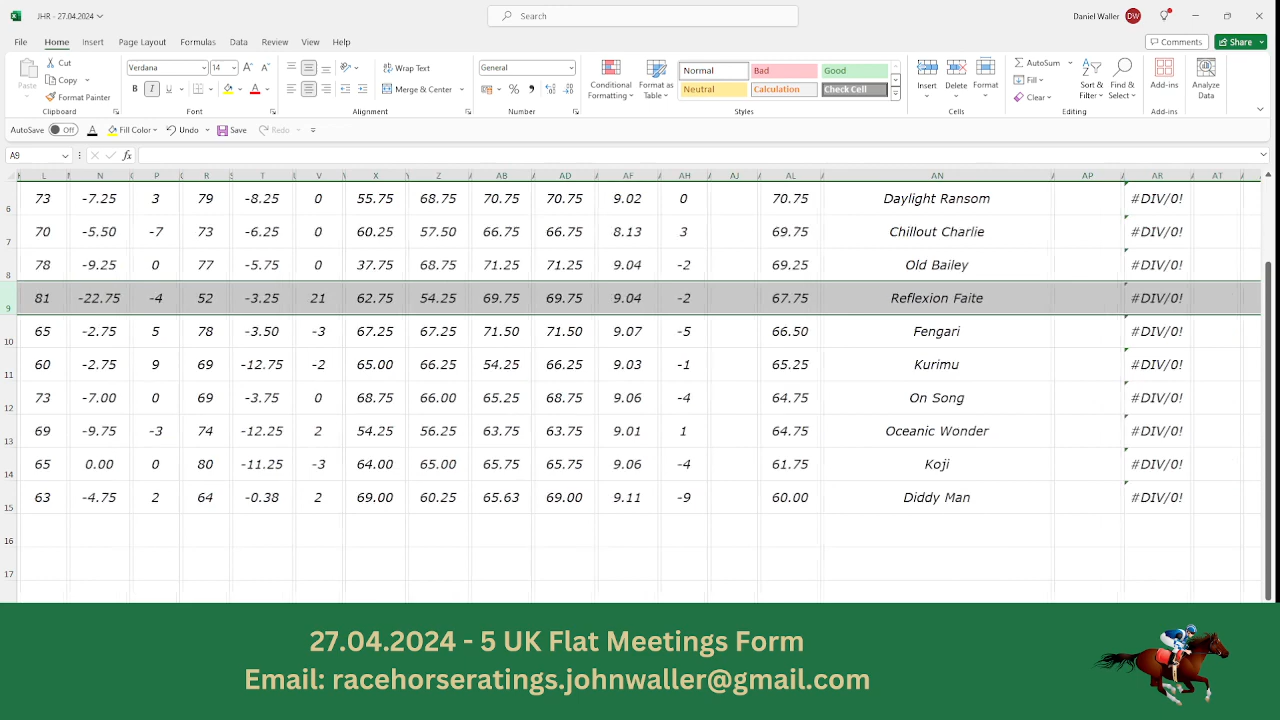 JHR - 27.04.2024
Search
Daniel Waller DW
File Home Insert Page Layout Formulas Data Review View Help Comments Share
Paste Cut Copy Format Painter Clipboard
Verdana 14 A A B I U A Font
Wrap Text Merge & Center Alignment
General % , Number
Conditional Formatting Format as Table
Normal Bad Good
Neutral Calculation Check Cell
Styles
Insert Delete Format Cells
AutoSum Fill Clear Sort & Filter Find & Select Editing
Add-ins Add-ins
Analyze Data
AutoSave Off A Fill Color Undo Save Redo
A9 fx
L N P R T V X Z AB AD AF AH AJ AL AN AP AR AT
6 73 -7.25 3 79 -8.25 0 55.75 68.75 70.75 70.75 9.02 0 70.75 Daylight Ransom #DIV/0!
7 70 -5.50 -7 73 -6.25 0 60.25 57.50 66.75 66.75 8.13 3 69.75 Chillout Charlie #DIV/0!
8 78 -9.25 0 77 -5.75 0 37.75 68.75 71.25 71.25 9.04 -2 69.25 Old Bailey #DIV/0!
9 81 -22.75 -4 52 -3.25 21 62.75 54.25 69.75 69.75 9.04 -2 67.75 Reflexion Faite #DIV/0!
10 65 -2.75 5 78 -3.50 -3 67.25 67.25 71.50 71.50 9.07 -5 66.50 Fengari #DIV/0!
11 60 -2.75 9 69 -12.75 -2 65.00 66.25 54.25 66.25 9.03 -1 65.25 Kurimu #DIV/0!
12 73 -7.00 0 69 -3.75 0 68.75 66.00 65.25 68.75 9.06 -4 64.75 On Song #DIV/0!
13 69 -9.75 -3 74 -12.25 2 54.25 56.25 63.75 63.75 9.01 1 64.75 Oceanic Wonder #DIV/0!
14 65 0.00 0 80 -11.25 -3 64.00 65.00 65.75 65.75 9.06 -4 61.75 Koji #DIV/0!
15 63 -4.75 2 64 -0.38 2 69.00 60.25 65.63 69.00 9.11 -9 60.00 Diddy Man #DIV/0!
16
17
27.04.2024 - 5 UK Flat Meetings Form
Email: racehorseratings.johnwaller@gmail.com